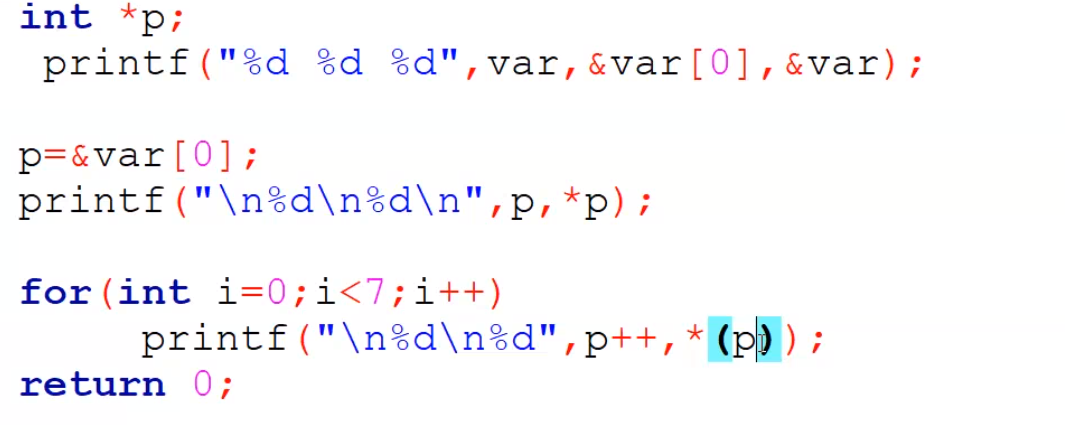 int *p;
printf("%d %d %d",var,&var[0],&var);
p=&var[0];
printf("\n%d\n%d\n",p,*p);
for(int i=0;i<7;i++)
printf("\n%d\n%d",p++,*(p));
return 0;